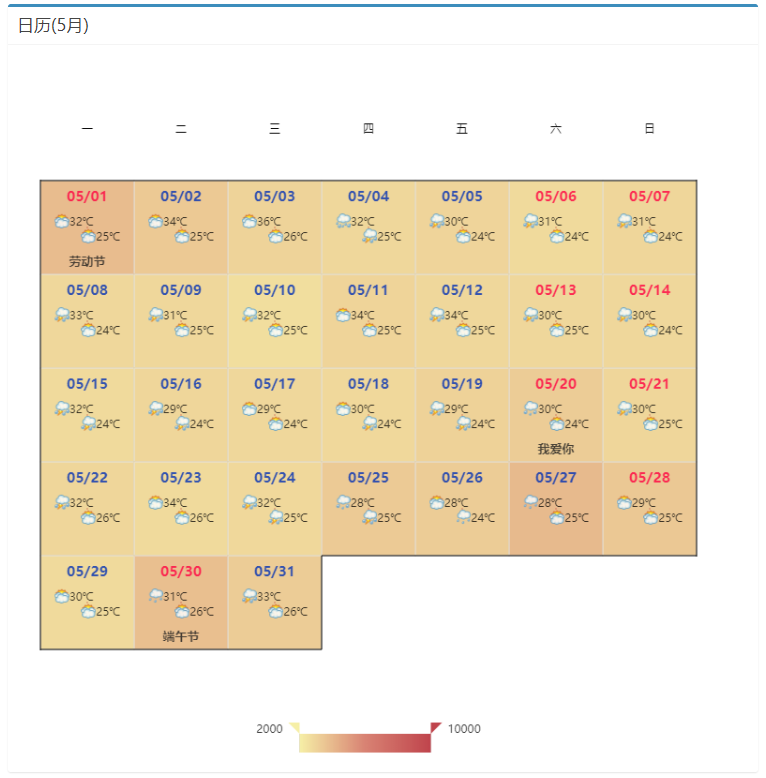 日历(5月)
一 二 三 四 五 六 日
05/01 05/02 05/03 05/04 05/05 05/06 05/07
32℃ 34℃ 36℃ 32℃ 30℃ 31℃ 31℃
25℃ 25℃ 26℃ 25℃ 24℃ 24℃ 24℃
劳动节
05/08 05/09 05/10 05/11 05/12 05/13 05/14
33℃ 31℃ 32℃ 34℃ 34℃ 30℃ 30℃
24℃ 25℃ 25℃ 25℃ 25℃ 25℃ 24℃
05/15 05/16 05/17 05/18 05/19 05/20 05/21
32℃ 29℃ 29℃ 30℃ 29℃ 30℃ 30℃
24℃ 24℃ 24℃ 24℃ 24℃ 24℃ 25℃
我爱你
05/22 05/23 05/24 05/25 05/26 05/27 05/28
32℃ 34℃ 32℃ 28℃ 28℃ 28℃ 29℃
26℃ 26℃ 25℃ 25℃ 24℃ 25℃ 25℃
05/29 05/30 05/31
30℃ 31℃ 33℃
25℃ 26℃ 26℃
端午节
2000 10000